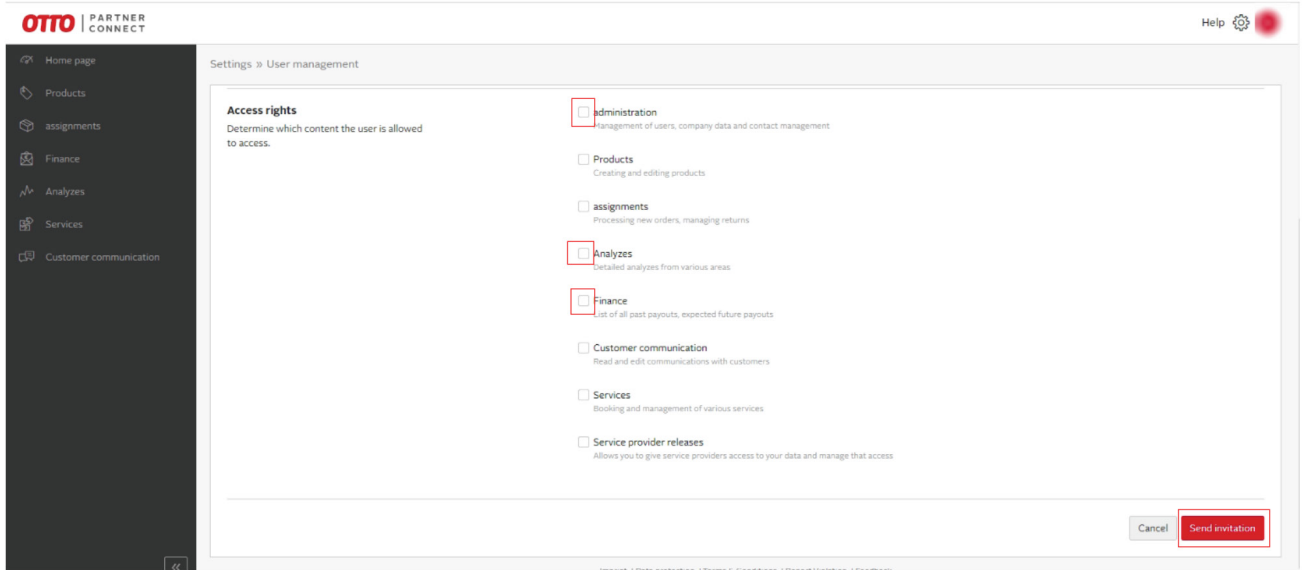 OTTO | PARTNER CONNECT
Help
Home page
Products
assignments
Finance
Analyzes
Services
Customer communication
Settings » User management
Access rights
Determine which content the user is allowed
to access.
administration
Management of users, company data and contact management
Products
Creating and editing products
assignments
Processing new orders, managing returns
Analyzes
Detailed analyzes from various areas
Finance
List of all past payouts, expected future payouts
Customer communication
Read and edit communications with customers
Services
Booking and management of various services
Service provider releases
Allows you to give service providers access to your data and manage that access
Cancel
Send invitation